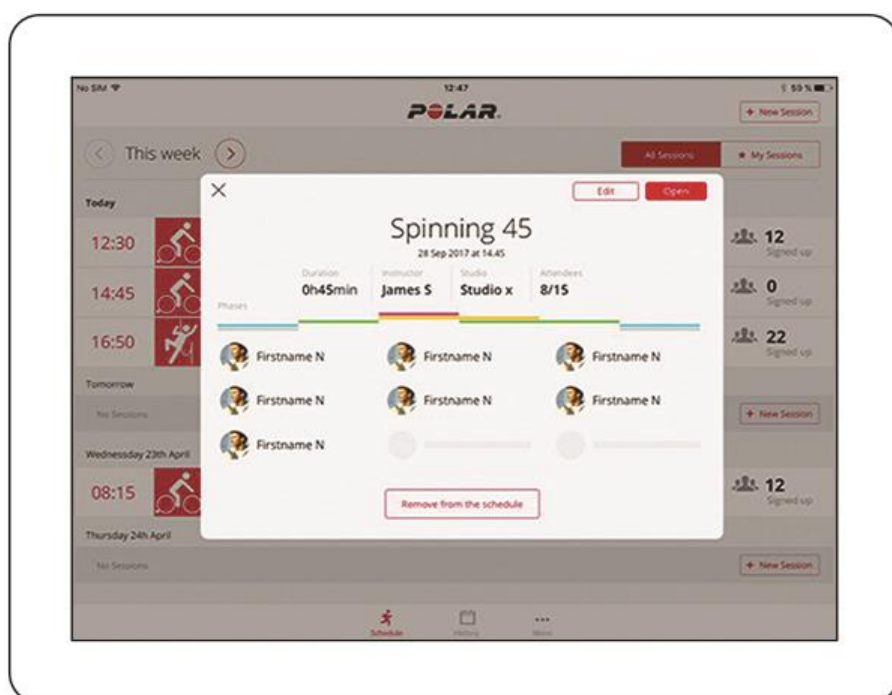 No SIM 12:47 59 %
POLAR
+ New Session
This week
All Sessions ★ My Sessions
Today
Edit Open
Spinning 45
28 Sep 2017 at 14.45
12:30
12
Signed up
Duration Instructor Studio Attendees
0h45min James S Studio x 8/15
14:45
0
Signed up
Phases
16:50
22
Signed up
Firstname N Firstname N Firstname N
Tomorrow
Firstname N Firstname N Firstname N
No Sessions
+ New Session
Firstname N
Wednessday 23th April
08:15
12
Signed up
Remove from the schedule
Thursday 24h April
No Sessions
+ New Session
Schedule History More